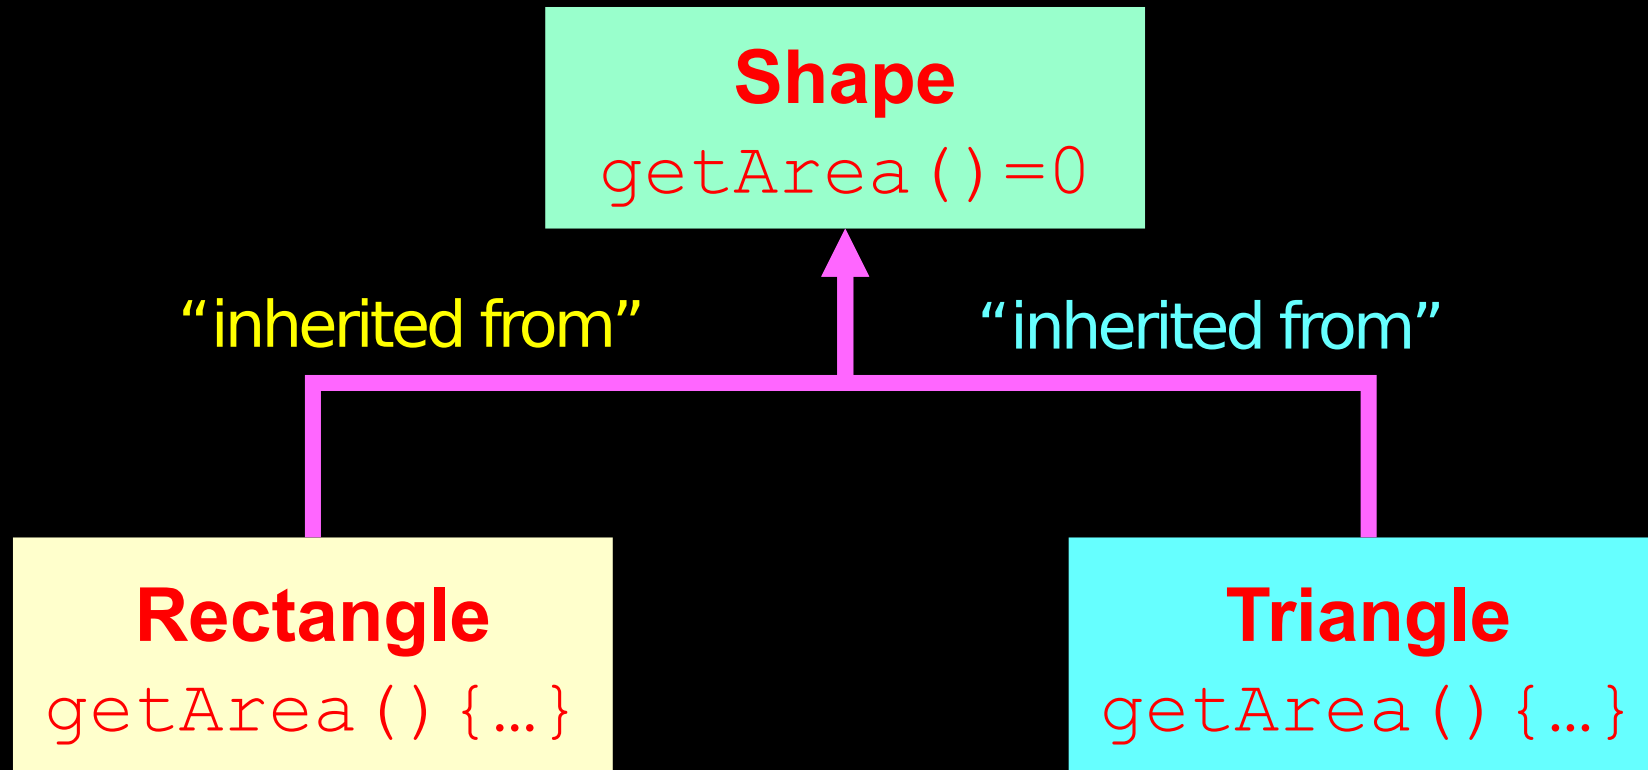 Shape
getArea()=0
“inherited from”
“inherited from”
Rectangle
getArea(){…}
Triangle
getArea(){…}